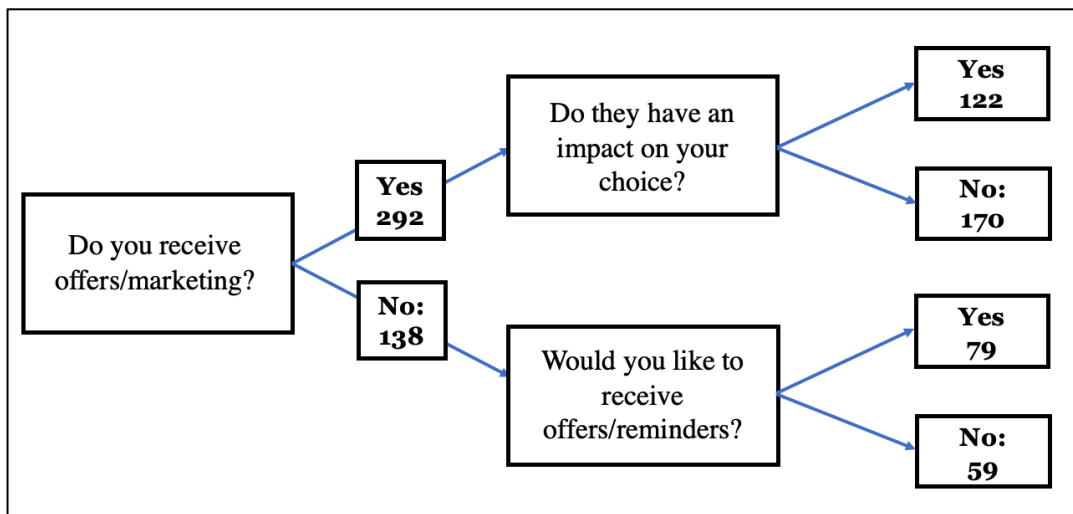 Do you receive
offers/marketing?
Yes
292
No:
138
Do they have an
impact on your
choice?
Yes
122
No:
170
Would you like to
receive
offers/reminders?
Yes
79
No:
59